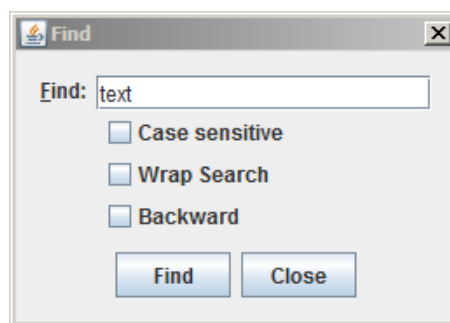 Find
Find: text
Case sensitive
Wrap Search
Backward
Find Close